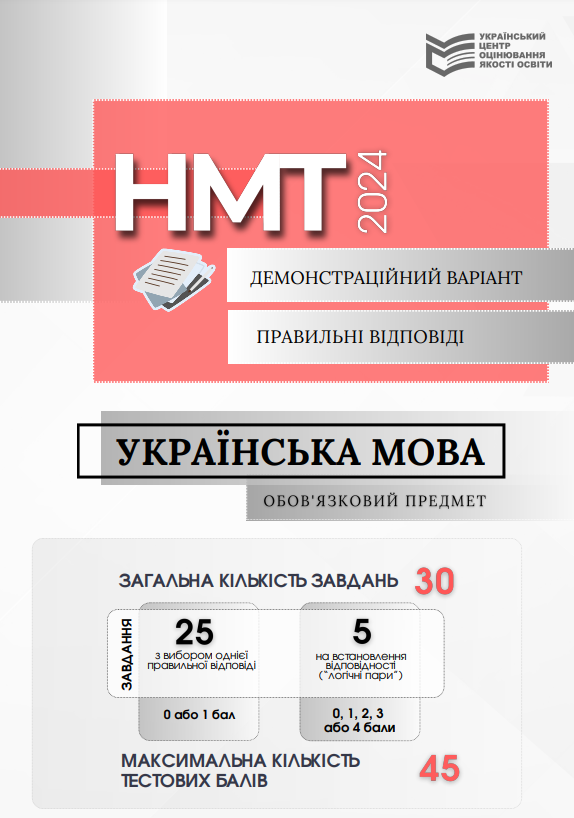 УКРАЇНСЬКИЙ
ЦЕНТР
ОЦІНЮВАННЯ
ЯКОСТІ ОСВІТИ
НМТ 2024
ДЕМОНСТРАЦІЙНИЙ ВАРІАНТ
ПРАВИЛЬНІ ВІДПОВІДІ
УКРАЇНСЬКА МОВА
ОБОВ'ЯЗКОВИЙ ПРЕДМЕТ
ЗАГАЛЬНА КІЛЬКІСТЬ ЗАВДАНЬ 30
ЗАВДАННЯ
25
з вибором однієї
правильної відповіді
0 або 1 бал
5
на встановлення
відповідності
("логічні пари")
0, 1, 2, 3
або 4 бали
МАКСИМАЛЬНА КІЛЬКІСТЬ
ТЕСТОВИХ БАЛІВ
45